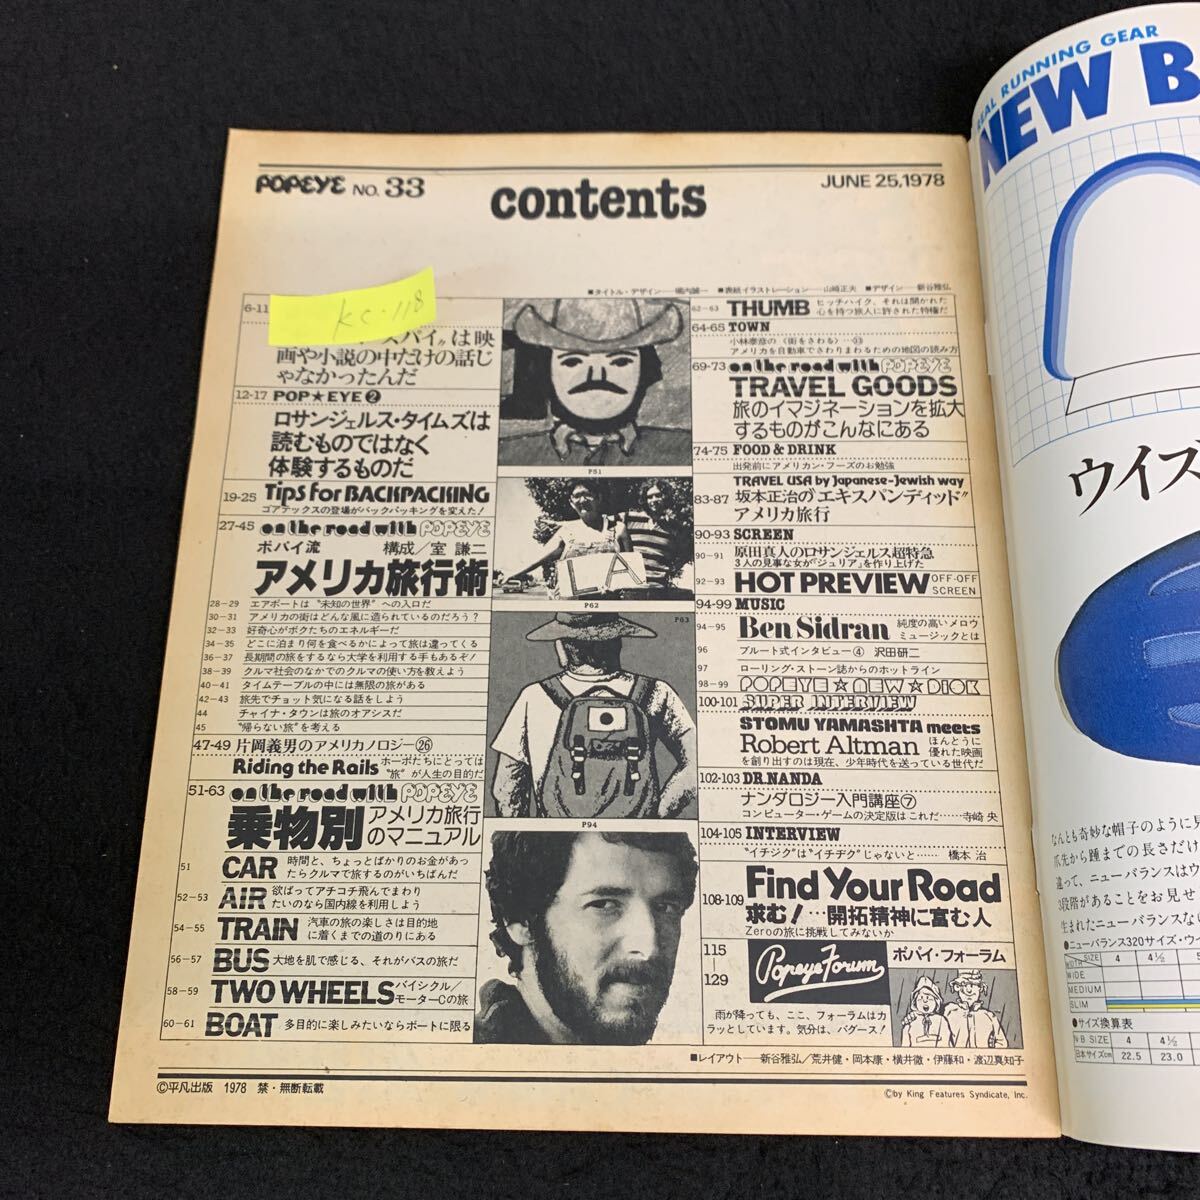 POPEYE NO. 33
contents
JUNE 25,1978
■タイトル・デザイン──堀内誠一 ■表紙イラストレーション──山崎正夫 ■デザイン──新谷雅弘
6-11
kc-118
スパイ〟は映
画や小説の中だけの話じ
ゃなかったんだ
12-17 POP★EYE❷
ロサンジェルス・タイムズは
読むものではなく
体験するものだ
19-25 Tips for BACKPACKING
ゴアテックスの登場がバックパッキングを変えた!
27-45 on the road with POPEYE
ポパイ流 構成/室 謙二
アメリカ旅行術
28-29 エアポートは〝未知の世界〟への入口だ
30-31 アメリカの街はどんな風に造られているのだろう?
32-33 好奇心がボクたちのエネルギーだ
34-35 どこに泊まり何を食べるかによって旅は違ってくる
36-37 長期間の旅をするなら大学を利用する手もあるぞ!
38-39 クルマ社会のなかでのクルマの使い方を教えよう
40-41 タイムテーブルの中には無限の旅がある
42-43 旅先でチョット気になる話をしよう
44 チャイナ・タウンは旅のオアシスだ
45 〝帰らない旅〟を考える
47-49 片岡義男のアメリカノロジー㉖
Riding the Rails ホーボたちにとっては
〝旅〟が人生の目的だ
51-63 on the road with POPEYE
乗物別 アメリカ旅行
のマニュアル
51 CAR 時間と、ちょっとばかりのお金があっ
たらクルマで旅するのがいちばんだ
52-53 AIR 欲ばってアチコチ飛んでまわり
たいのなら国内線を利用しよう
54-55 TRAIN 汽車の旅の楽しさは目的地
に着くまでの道のりにある
56-57 BUS 大地を肌で感じる、それがバスの旅だ
58-59 TWO WHEELS バイシクル/
モーターCの旅
60-61 BOAT 多目的に楽しみたいならボートに限る
P51
LA
P62
P63
P94
62-63 THUMB ヒッチハイク、それは開かれた
心を持つ旅人に許された特権だ
64-65 TOWN
小林泰彦の〈街をさわる〉…㉝
アメリカを自動車でさわりまわるための地図の読み方
69-73 on the road with POPEYE
TRAVEL GOODS
旅のイマジネーションを拡大
するものがこんなにある
74-75 FOOD & DRINK
出発前にアメリカン・フーズのお勉強
TRAVEL USA by Japanese-Jewish way
83-87 坂本正治の〝エキスパンディッド〟
アメリカ旅行
90-93 SCREEN
90-91 原田真人のロサンジェルス超特急
3人の見事な女が「ジュリア」を作り上げた
92-93 HOT PREVIEW OFF-OFF
SCREEN
94-99 MUSIC
94-95 Ben Sidran 純度の高いメロウ
ミュージックとは
96 ブルート式インタビュー④ 沢田研二
97 ローリング・ストーン誌からのホットライン
98-99 POPEYE☆NEW☆DISK
100-101 SUPER INTERVIEW
STOMU YAMASHTA meets
Robert Altman ほんとうに
優れた映画
を創り出すのは現在、少年時代を送っている世代だ
102-103 DR.NANDA
ナンダロジー入門講座⑦
コンピューター・ゲームの決定版はこれだ……寺崎 央
104-105 INTERVIEW
〝イチジク〟は〝イチヂク〟じゃないと…… 橋本 治
108-109 Find Your Road
求む!…開拓精神に富む人
Zeroの旅に挑戦してみないか
115
129
Popeye Forum
ポパイ・フォーラム
雨が降っても、ここ、フォーラムはカ
ラッとしています。気分は、バグース!
■レイアウト──新谷雅弘/荒井健・岡本康・横井徹・伊藤和・渡辺真知子
©平凡出版 1978 禁・無断転載
©by King Features Syndicate, Inc.
REAL RUNNING GEAR
NEW B
ウイス
なんとも奇妙な帽子のように見
爪先から踵までの長さだけ
違って、ニューバランスはウ
3段階があることをお見せ
生まれたニューバランスな
●ニューバランス320サイズ・ウ
WIDTH SIZE 4 4½ 5
WIDE
MEDIUM
SLIM
●サイズ換算表
N・B SIZE 4 4½
日本サイズcm 22.5 23.0